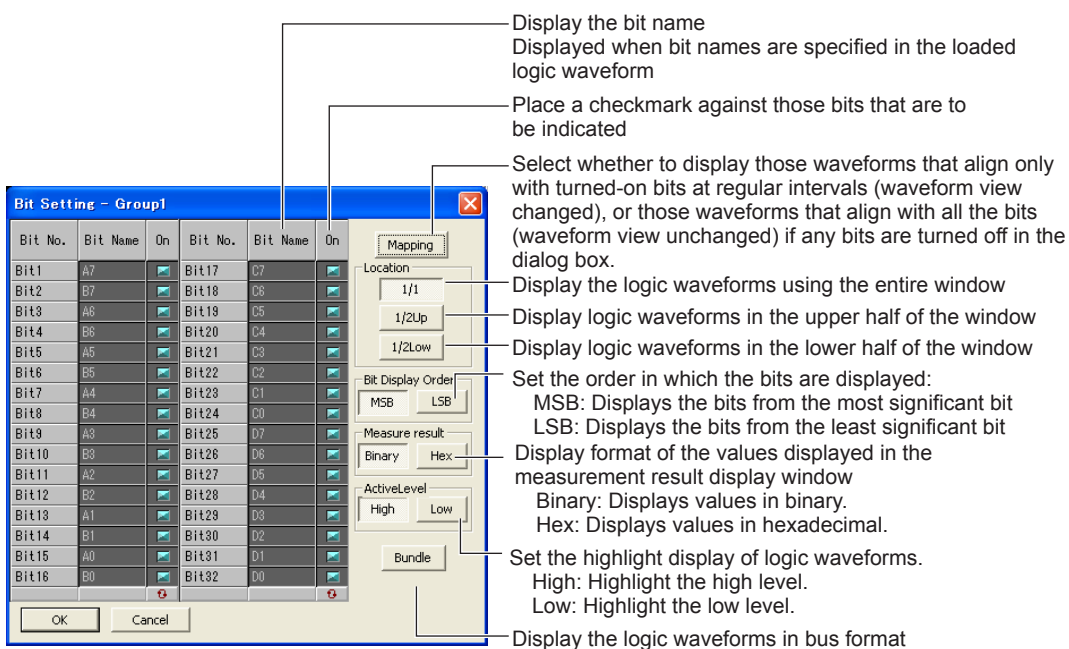 Display the bit name
Displayed when bit names are specified in the loaded
logic waveform
Place a checkmark against those bits that are to
be indicated
Select whether to display those waveforms that align only
with turned-on bits at regular intervals (waveform view
changed), or those waveforms that align with all the bits
(waveform view unchanged) if any bits are turned off in the
dialog box.
Display the logic waveforms using the entire window
Display logic waveforms in the upper half of the window
Display logic waveforms in the lower half of the window
Set the order in which the bits are displayed:
MSB: Displays the bits from the most significant bit
LSB: Displays the bits from the least significant bit
Display format of the values displayed in the
measurement result display window
Binary: Displays values in binary.
Hex: Displays values in hexadecimal.
Set the highlight display of logic waveforms.
High: Highlight the high level.
Low: Highlight the low level.
Display the logic waveforms in bus format
Bit Setting - Group1
Bit No. Bit Name On Bit No. Bit Name On
Bit1 A7 Bit17 C7
Bit2 B7 Bit18 C6
Bit3 A6 Bit19 C5
Bit4 B6 Bit20 C4
Bit5 A5 Bit21 C3
Bit6 B5 Bit22 C2
Bit7 A4 Bit23 C1
Bit8 B4 Bit24 C0
Bit9 A3 Bit25 D7
Bit10 B3 Bit26 D6
Bit11 A2 Bit27 D5
Bit12 B2 Bit28 D4
Bit13 A1 Bit29 D3
Bit14 B1 Bit30 D2
Bit15 A0 Bit31 D1
Bit16 B0 Bit32 D0
Mapping
Location
1/1
1/2Up
1/2Low
Bit Display Order
MSB LSB
Measure result
Binary Hex
ActiveLevel
High Low
Bundle
OK Cancel